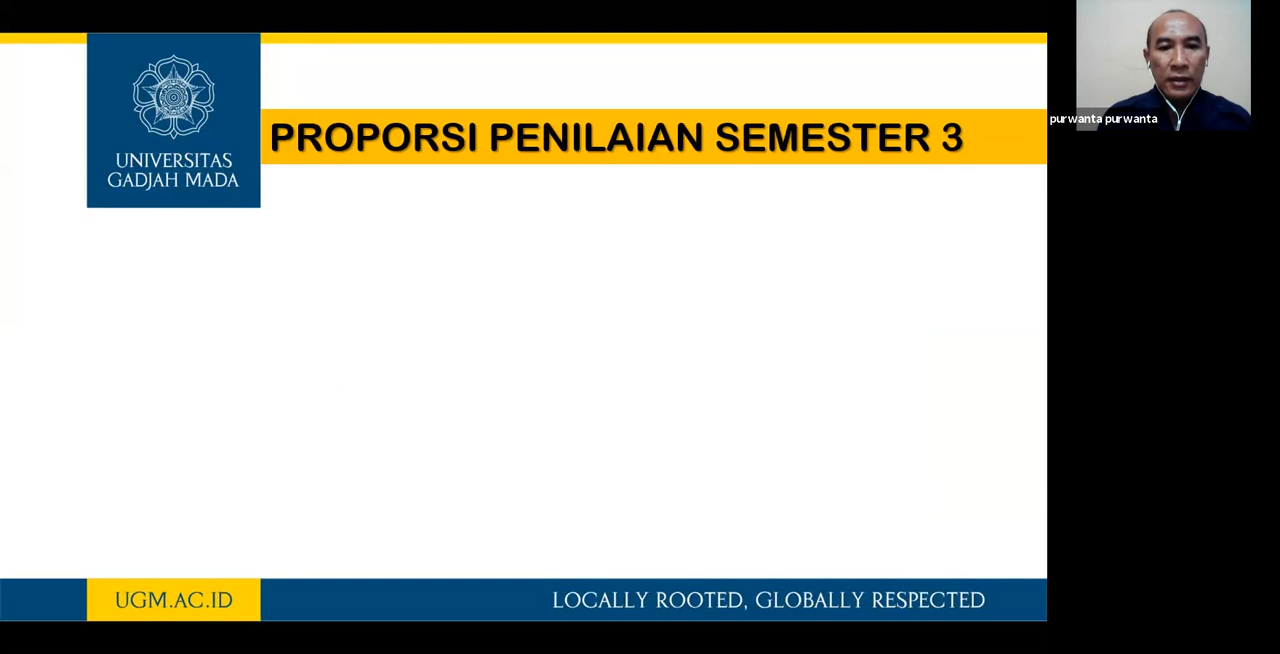 PROPORSI PENILAIAN SEMESTER 3
UNIVERSITAS
GADJAH MADA
purwanta purwanta
UGM.AC.ID
LOCALLY ROOTED, GLOBALLY RESPECTED